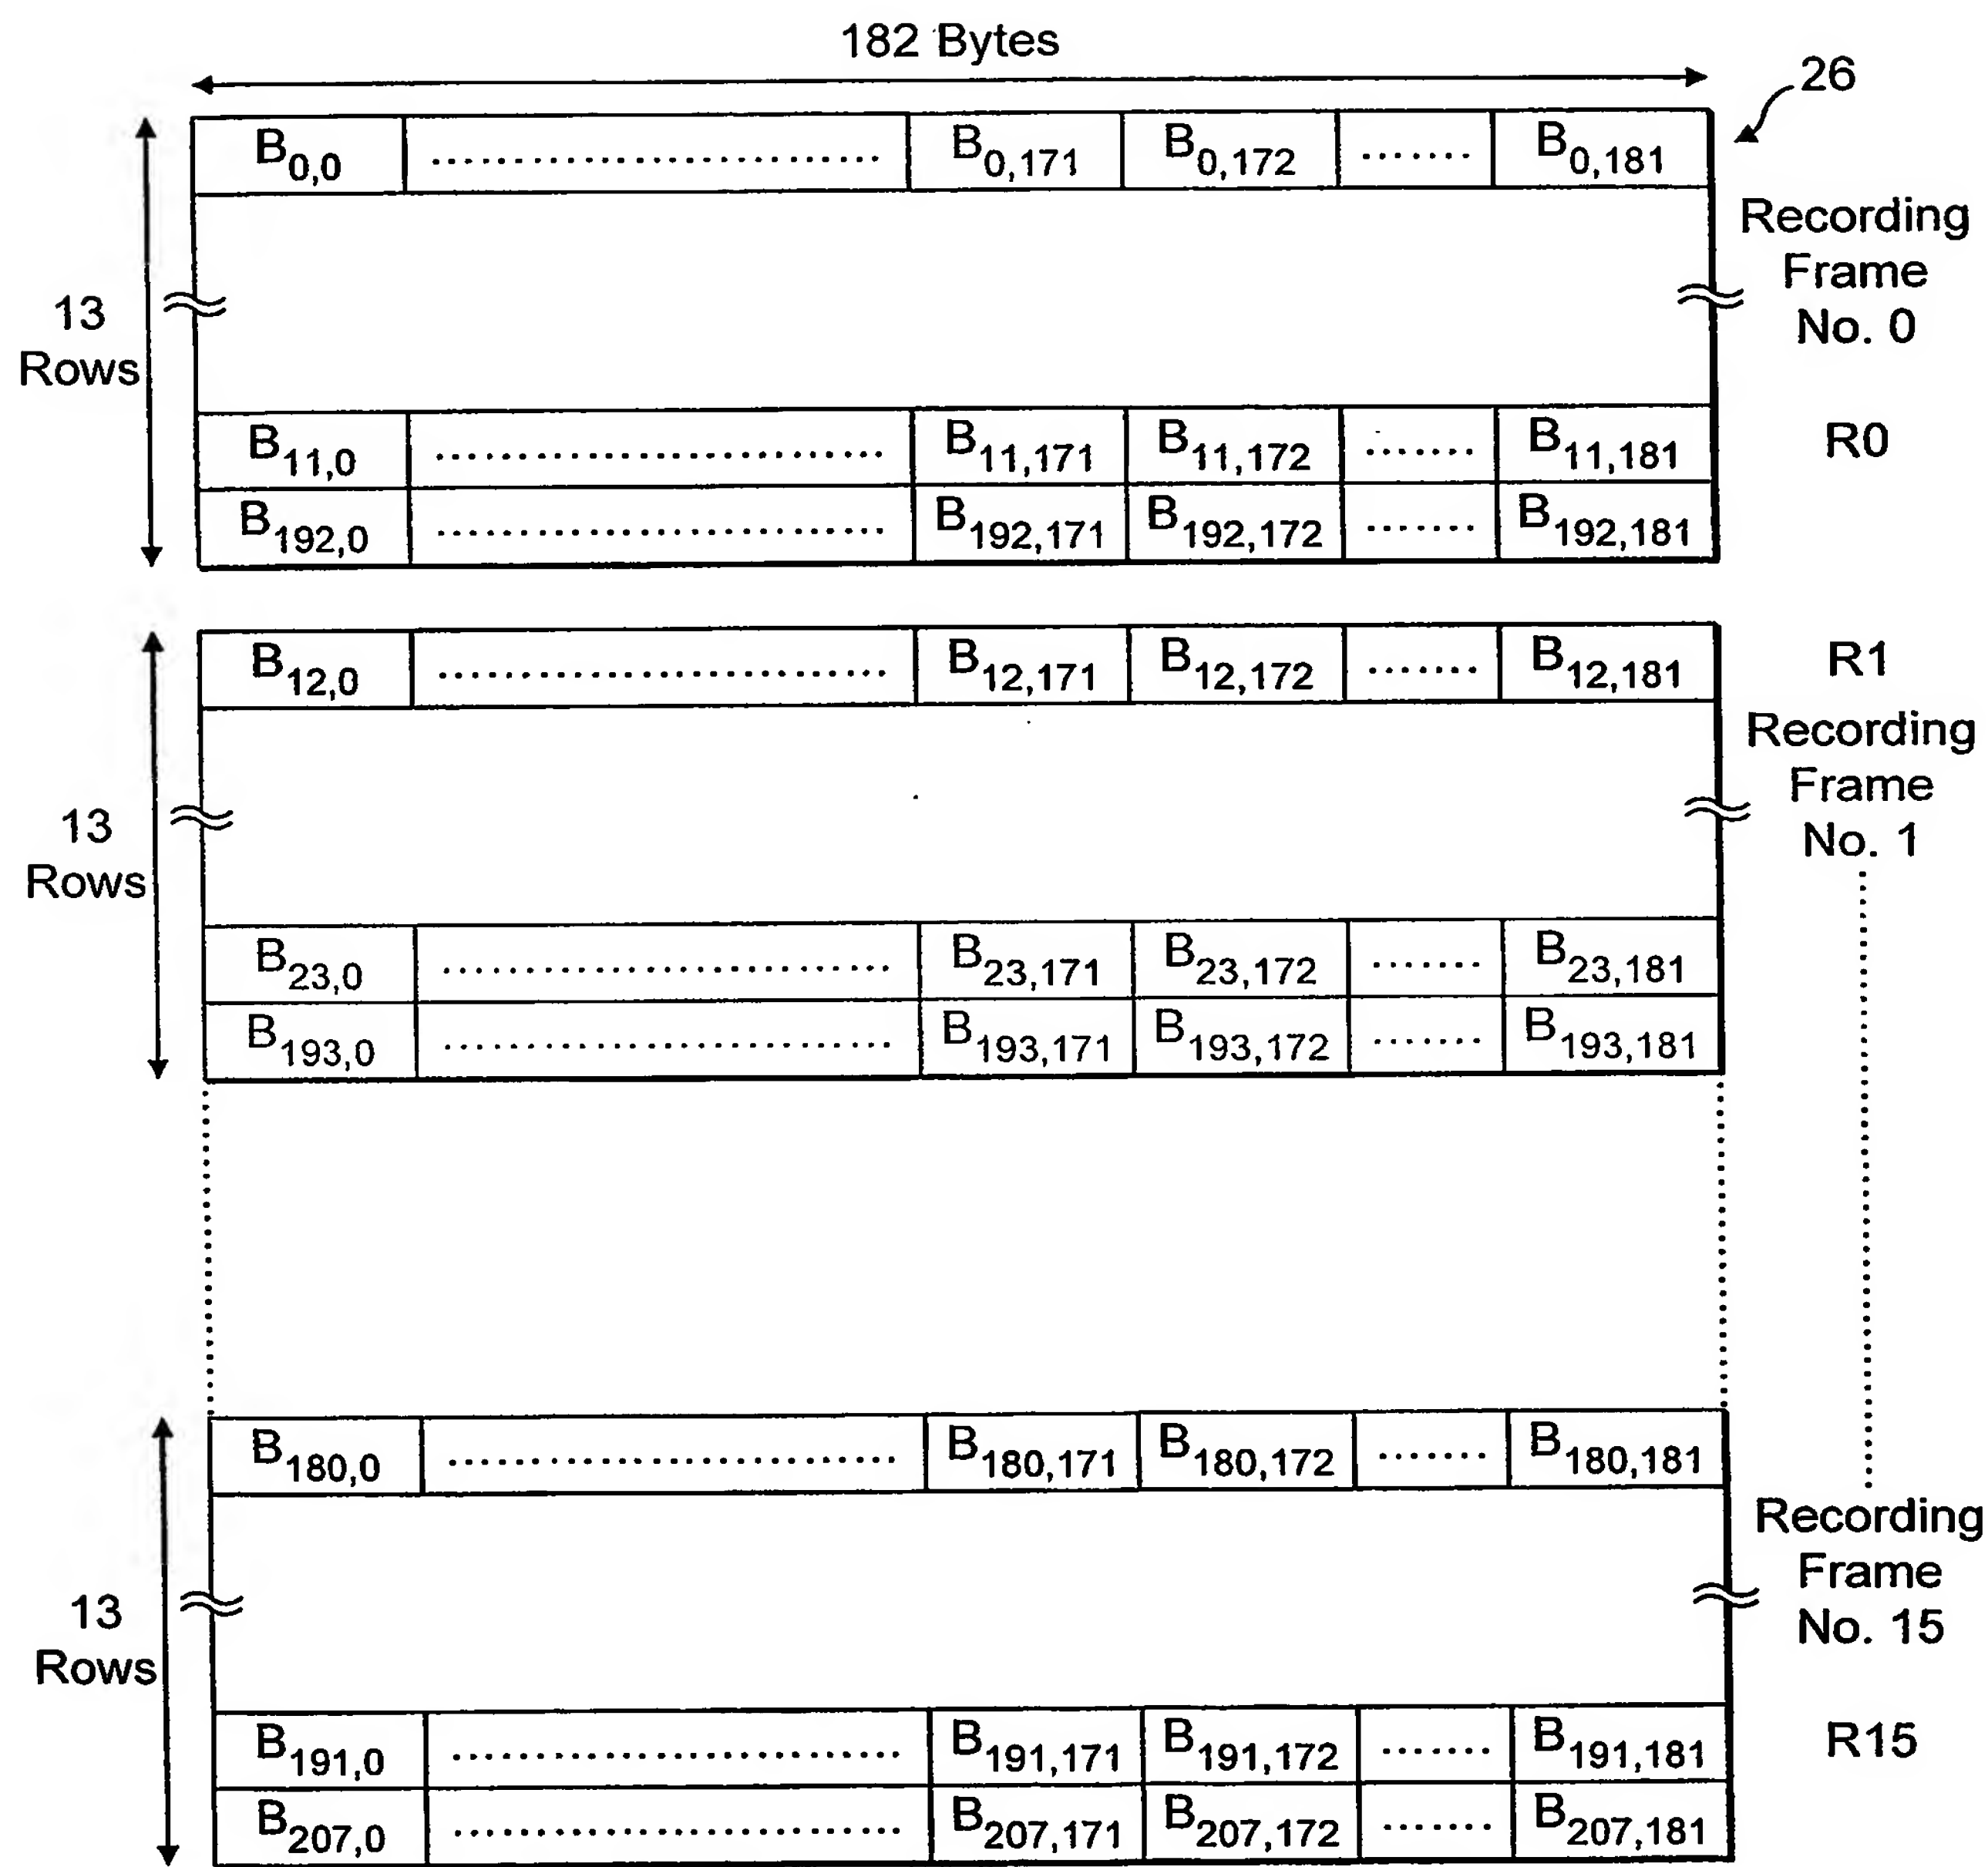 182 Bytes
26
B0,0 .............................. B0,171 B0,172 ....... B0,181
Recording
Frame
No. 0
13
Rows
B11,0 .............................. B11,171 B11,172 ....... B11,181 R0
B192,0 .............................. B192,171 B192,172 ....... B192,181
B12,0 .............................. B12,171 B12,172 ....... B12,181 R1
Recording
Frame
No. 1
13
Rows
B23,0 .............................. B23,171 B23,172 ....... B23,181
B193,0 .............................. B193,171 B193,172 ....... B193,181
B180,0 .............................. B180,171 B180,172 ....... B180,181
Recording
Frame
No. 15
13
Rows
B191,0 .............................. B191,171 B191,172 ....... B191,181 R15
B207,0 .............................. B207,171 B207,172 ....... B207,181